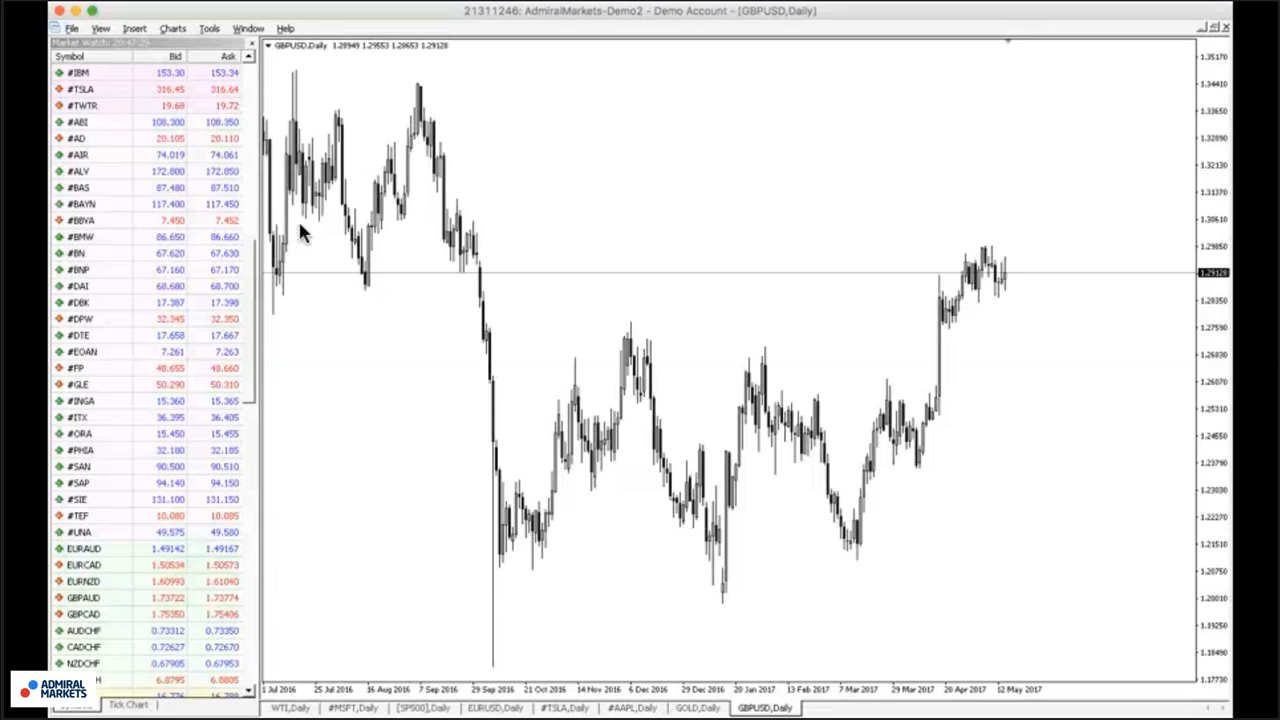 21311246: AdmiralMarkets-Demo2 - Demo Account - [GBPUSD,Daily]
File View Insert Charts Tools Window Help
Market Watch: 20:47:29
Symbol Bid Ask
#IBM 153.30 153.34
#TSLA 316.45 316.64
#TWTR 19.68 19.72
#ABI 108.300 108.350
#AD 20.105 20.110
#AIR 74.019 74.061
#ALV 172.800 172.850
#BAS 87.480 87.510
#BAYN 117.400 117.450
#BBVA 7.450 7.452
#BMW 86.650 86.660
#BN 67.620 67.630
#BNP 67.160 67.170
#DAI 68.680 68.700
#DBK 17.387 17.398
#DPW 32.345 32.350
#DTE 17.658 17.667
#EOAN 7.261 7.263
#FP 48.655 48.660
#GLE 50.290 50.310
#INGA 15.360 15.365
#ITX 36.395 36.405
#ORA 15.450 15.455
#PHIA 32.180 32.185
#SAN 90.500 90.510
#SAP 94.140 94.150
#SIE 131.100 131.150
#TEF 10.080 10.085
#UNA 49.575 49.580
EURAUD 1.49142 1.49167
EURCAD 1.50534 1.50573
EURNZD 1.60993 1.61040
GBPAUD 1.73722 1.73774
GBPCAD 1.75350 1.75406
AUDCHF 0.73312 0.73350
CADCHF 0.72627 0.72670
NZDCHF 0.67905 0.67953
H 6.8795 6.8805
Tick Chart
ADMIRAL
MARKETS
GBPUSD,Daily 1.28949 1.29553 1.28653 1.29128
1.35170
1.34410
1.33650
1.32890
1.32130
1.31370
1.30610
1.29850
1.29128
1.28350
1.27590
1.26830
1.26070
1.25310
1.24550
1.23790
1.23030
1.22270
1.21510
1.20750
1.20010
1.19250
1.18490
1.17730
1 Jul 2016 25 Jul 2016 16 Aug 2016 7 Sep 2016 29 Sep 2016 21 Oct 2016 14 Nov 2016 6 Dec 2016 29 Dec 2016 20 Jan 2017 13 Feb 2017 7 Mar 2017 29 Mar 2017 20 Apr 2017 12 May 2017
WTI,Daily #MSFT,Daily [SP500],Daily EURUSD,Daily #TSLA,Daily #AAPL,Daily GOLD,Daily GBPUSD,Daily